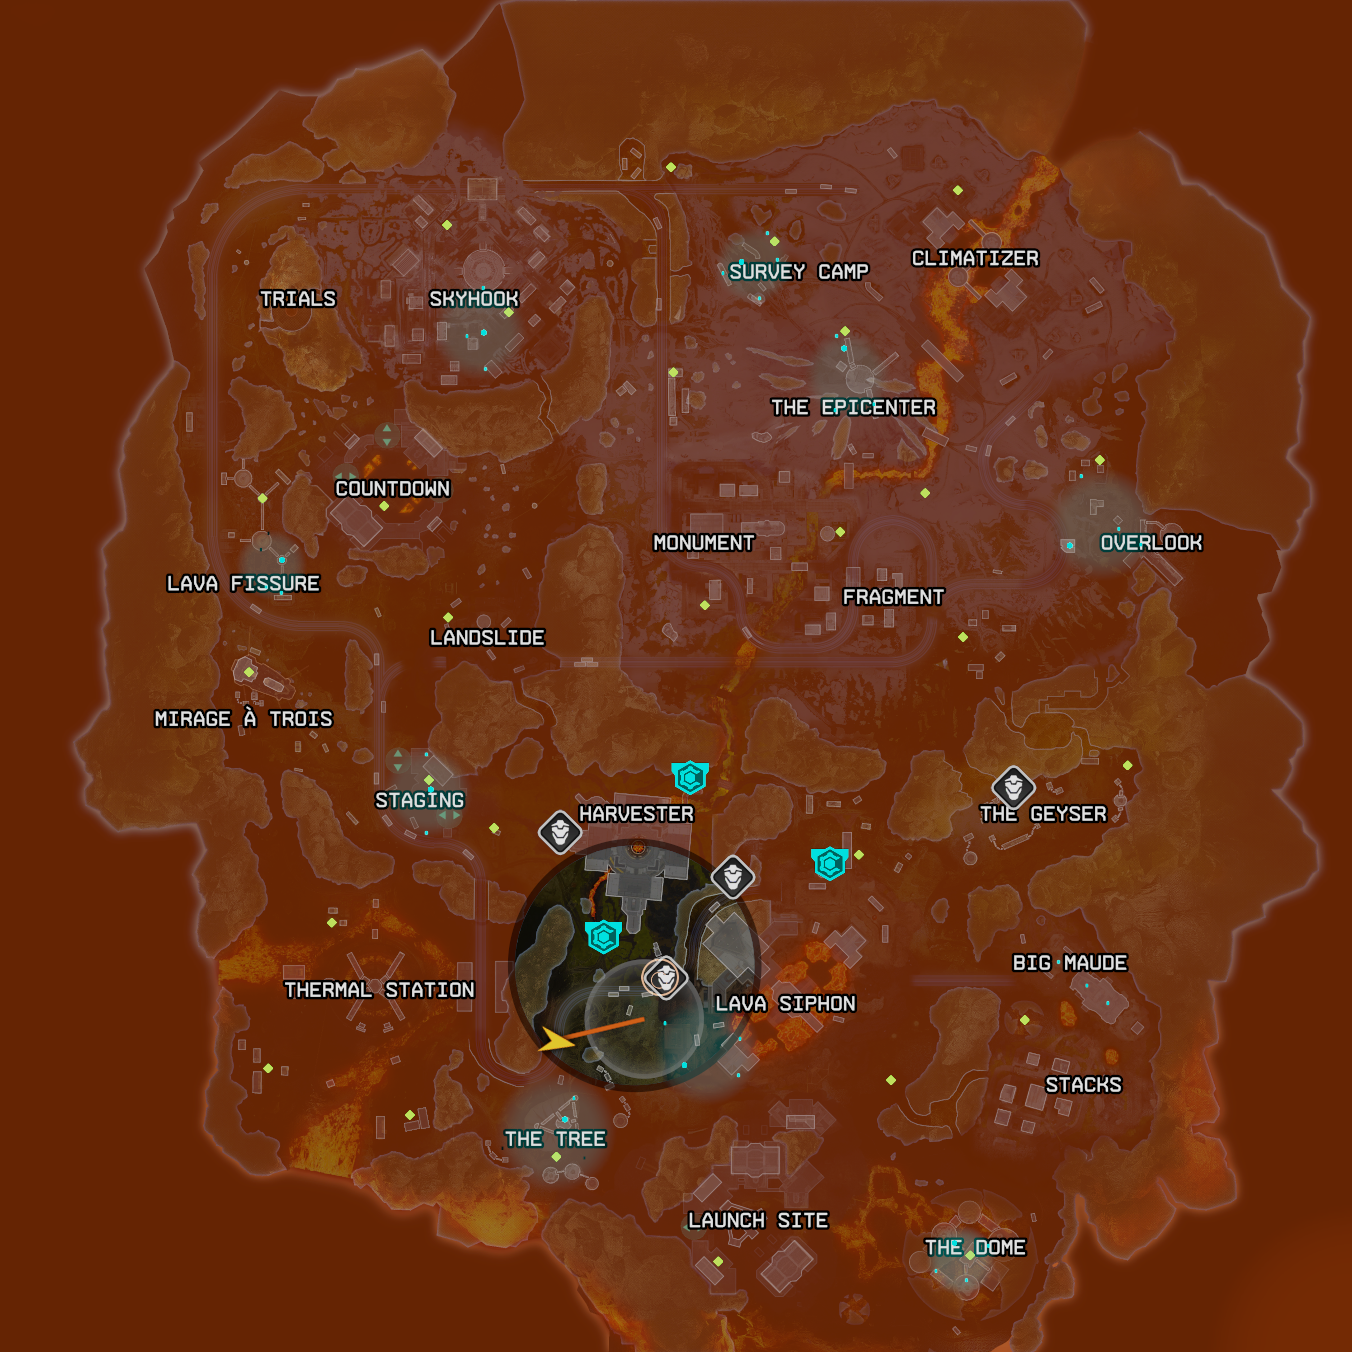 SURVEY CAMP
CLIMATIZER
TRIALS
SKYHOOK
THE EPICENTER
COUNTDOWN
MONUMENT
OVERLOOK
LAVA FISSURE
FRAGMENT
LANDSLIDE
MIRAGE À TROIS
STAGING
HARVESTER
THE GEYSER
BIG MAUDE
THERMAL STATION
LAVA SIPHON
STACKS
THE TREE
LAUNCH SITE
THE DOME